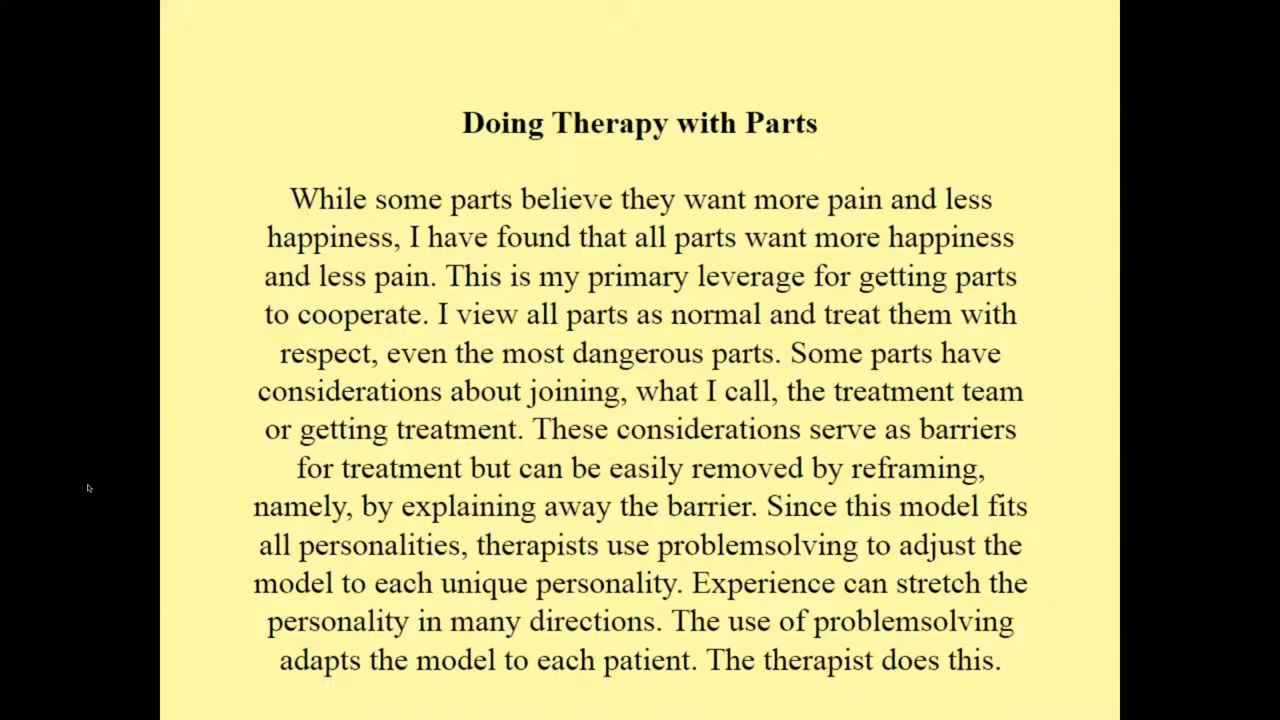 Doing Therapy with Parts
While some parts believe they want more pain and less
happiness, I have found that all parts want more happiness
and less pain. This is my primary leverage for getting parts
to cooperate. I view all parts as normal and treat them with
respect, even the most dangerous parts. Some parts have
considerations about joining, what I call, the treatment team
or getting treatment. These considerations serve as barriers
for treatment but can be easily removed by reframing,
namely, by explaining away the barrier. Since this model fits
all personalities, therapists use problemsolving to adjust the
model to each unique personality. Experience can stretch the
personality in many directions. The use of problemsolving
adapts the model to each patient. The therapist does this.